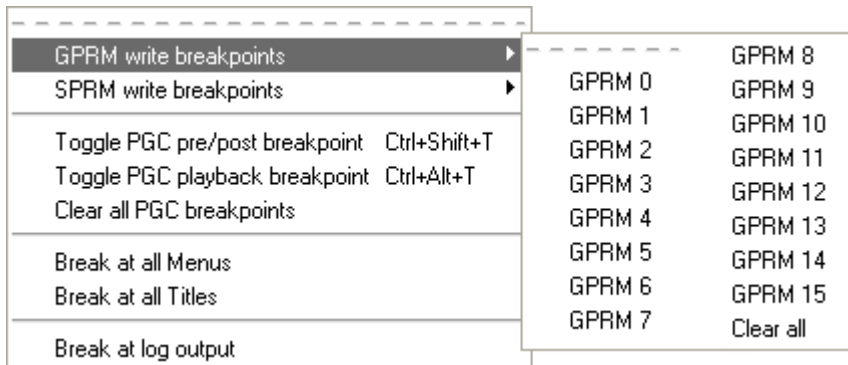 GPRM write breakpoints
SPRM write breakpoints
Toggle PGC pre/post breakpoint Ctrl+Shift+T
Toggle PGC playback breakpoint Ctrl+Alt+T
Clear all PGC breakpoints
Break at all Menus
Break at all Titles
Break at log output
GPRM 0
GPRM 1
GPRM 2
GPRM 3
GPRM 4
GPRM 5
GPRM 6
GPRM 7
GPRM 8
GPRM 9
GPRM 10
GPRM 11
GPRM 12
GPRM 13
GPRM 14
GPRM 15
Clear all